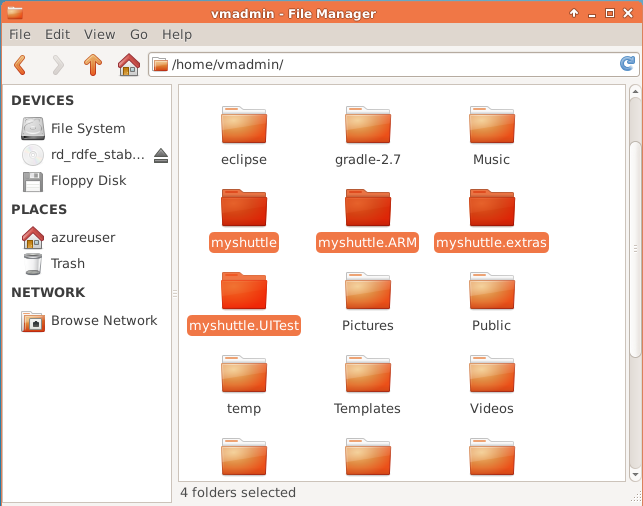 vmadmin - File Manager
File Edit View Go Help
/home/vmadmin/
DEVICES
File System
rd_rdfe_stab...
Floppy Disk
PLACES
azureuser
Trash
NETWORK
Browse Network
eclipse gradle-2.7 Music
myshuttle myshuttle.ARM myshuttle.extras
myshuttle.UITest Pictures Public
temp Templates Videos
4 folders selected